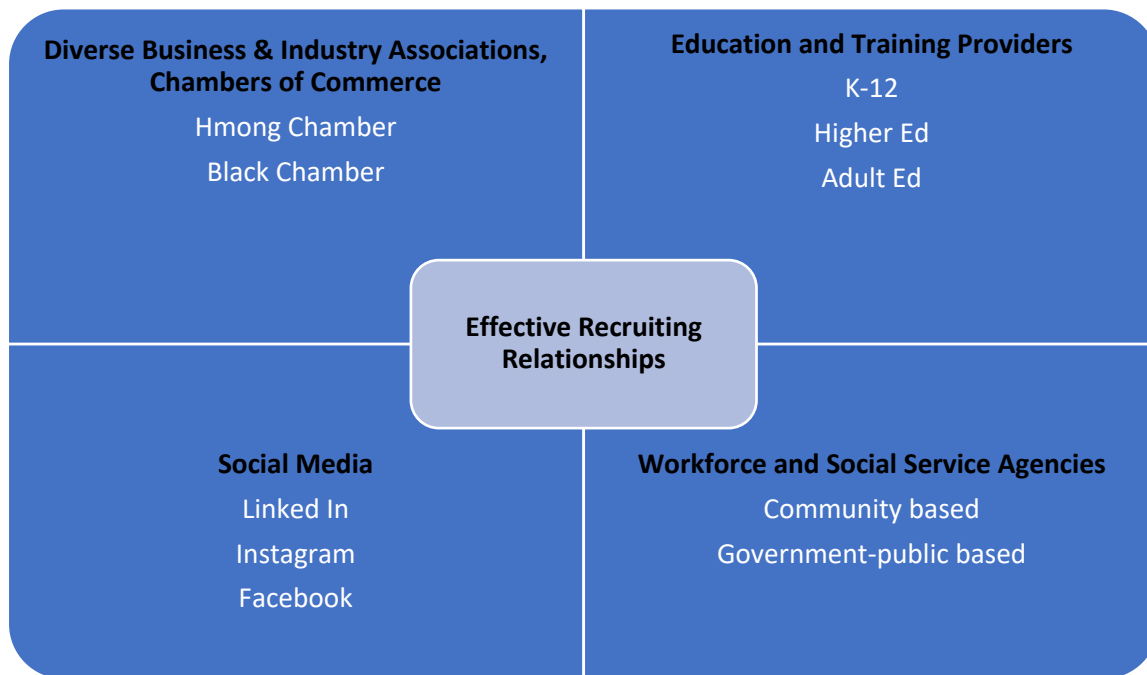 Diverse Business & Industry Associations,
Chambers of Commerce
Hmong Chamber
Black Chamber
Education and Training Providers
K-12
Higher Ed
Adult Ed
Effective Recruiting
Relationships
Social Media
Linked In
Instagram
Facebook
Workforce and Social Service Agencies
Community based
Government-public based